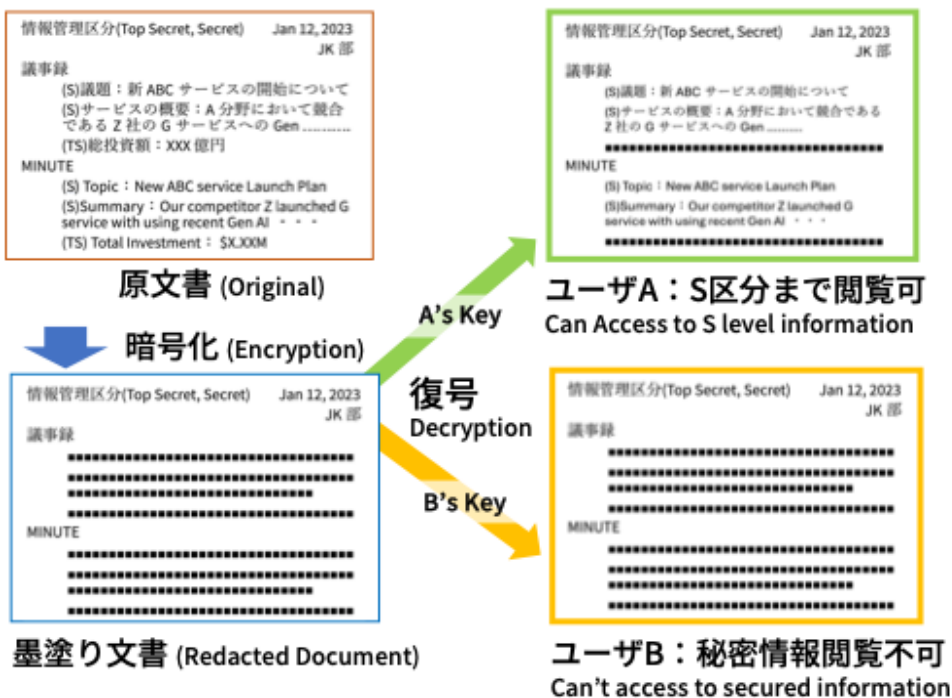 情報管理区分(Top Secret, Secret) Jan 12, 2023
JK 部
議事録
(S)議題：新 ABC サービスの開始について
(S)サービスの概要：A 分野において競合
である Z 社の G サービスへの Gen ...........
(TS)総投資額：XXX 億円
MINUTE
(S) Topic：New ABC service Launch Plan
(S)Summary：Our competitor Z launched G
service with using recent Gen AI ・・・
(TS) Total Investment： $X.XXM
原文書 (Original)
暗号化 (Encryption)
情報管理区分(Top Secret, Secret) Jan 12, 2023
JK 部
議事録
MINUTE
墨塗り文書 (Redacted Document)
A's Key
復号
Decryption
B's Key
情報管理区分(Top Secret, Secret) Jan 12, 2023
JK 部
議事録
(S)議題：新 ABC サービスの開始について
(S)サービスの概要：A 分野において競合である
Z 社の G サービスへの Gen .........
MINUTE
(S) Topic：New ABC service Launch Plan
(S)Summary：Our competitor Z launched G
service with using recent Gen AI ・・・
ユーザA：S区分まで閲覧可
Can Access to S level information
情報管理区分(Top Secret, Secret) Jan 12, 2023
JK 部
議事録
MINUTE
ユーザB：秘密情報閲覧不可
Can't access to secured information